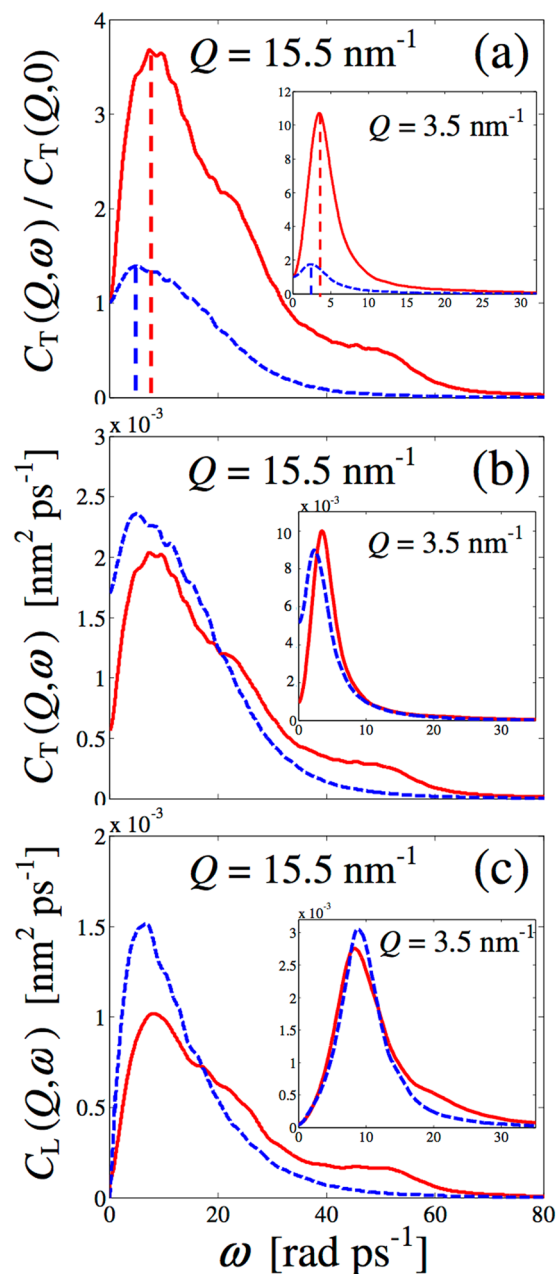 4
3
2
1
0
C_T(Q,ω) / C_T(Q,0)
Q = 15.5 nm⁻¹
(a)
12
10
8
6
4
2
0
Q = 3.5 nm⁻¹
0 5 10 15 20 25 30
x 10⁻³
3
2.5
2
1.5
1
0.5
0
C_T(Q,ω) [nm² ps⁻¹]
Q = 15.5 nm⁻¹
(b)
x 10⁻³
10
8
6
4
2
0
Q = 3.5 nm⁻¹
0 10 20 30
x 10⁻³
2
1.5
1
0.5
0
C_L(Q,ω) [nm² ps⁻¹]
Q = 15.5 nm⁻¹
(c)
x 10⁻³
3
2.5
2
1.5
1
0.5
0
Q = 3.5 nm⁻¹
0 10 20 30
0 20 40 60 80
ω [rad ps⁻¹]